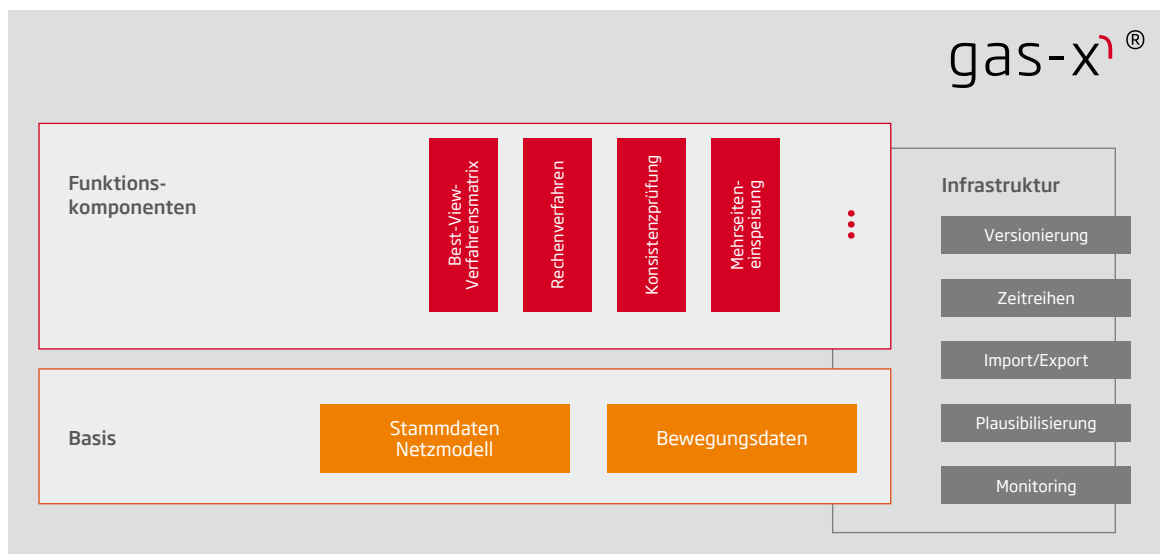 gas-x®
Funktions-
komponenten
Best-View-
Verfahrensmatrix
Rechenverfahren
Konsistenzprüfung
Mehrseiten-
einspeisung
Infrastruktur
Versionierung
Zeitreihen
Import/Export
Plausibilisierung
Monitoring
Basis
Stammdaten
Netzmodell
Bewegungsdaten